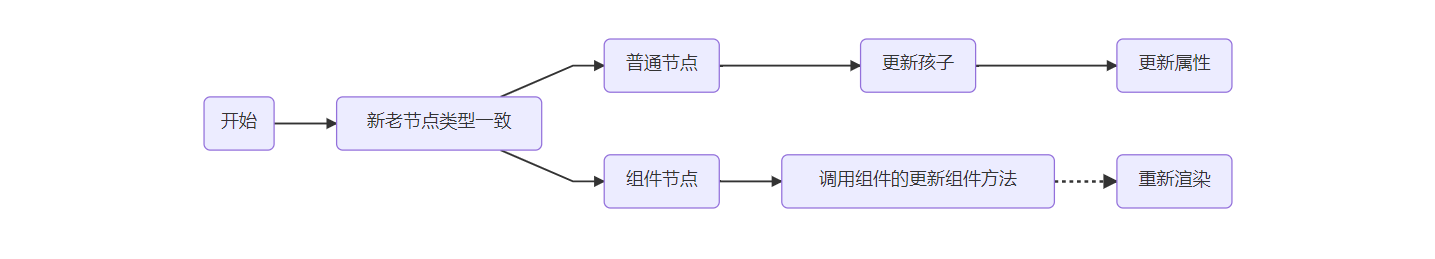 开始
新老节点类型一致
普通节点
更新孩子
更新属性
组件节点
调用组件的更新组件方法
重新渲染